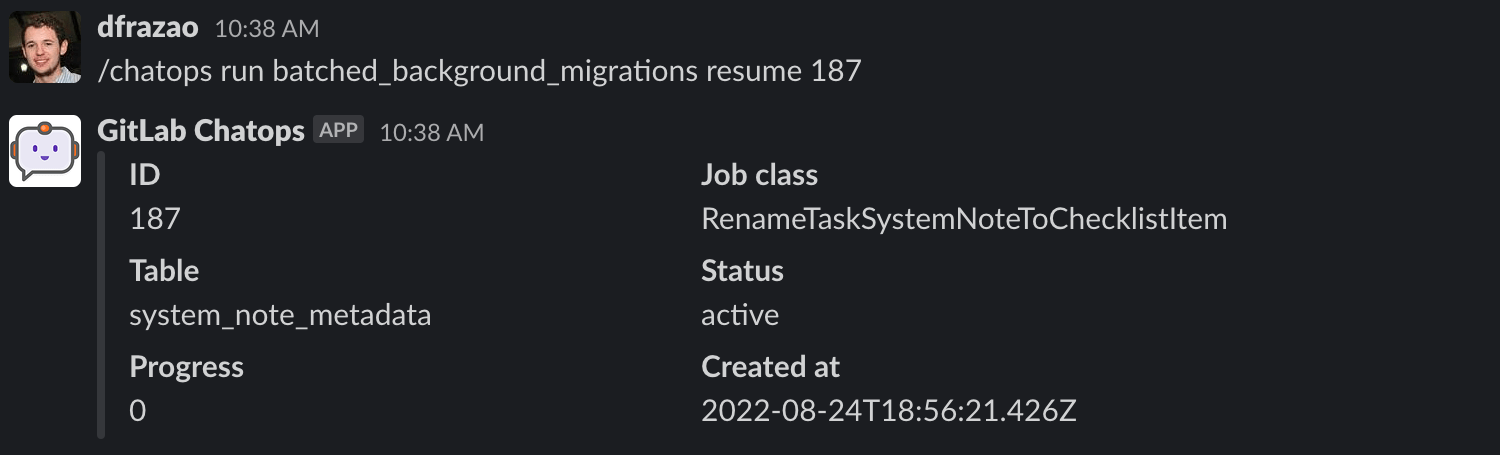 dfrazao 10:38 AM
/chatops run batched_background_migrations resume 187
GitLab Chatops APP 10:38 AM
ID Job class
187 RenameTaskSystemNoteToChecklistItem
Table Status
system_note_metadata active
Progress Created at
0 2022-08-24T18:56:21.426Z